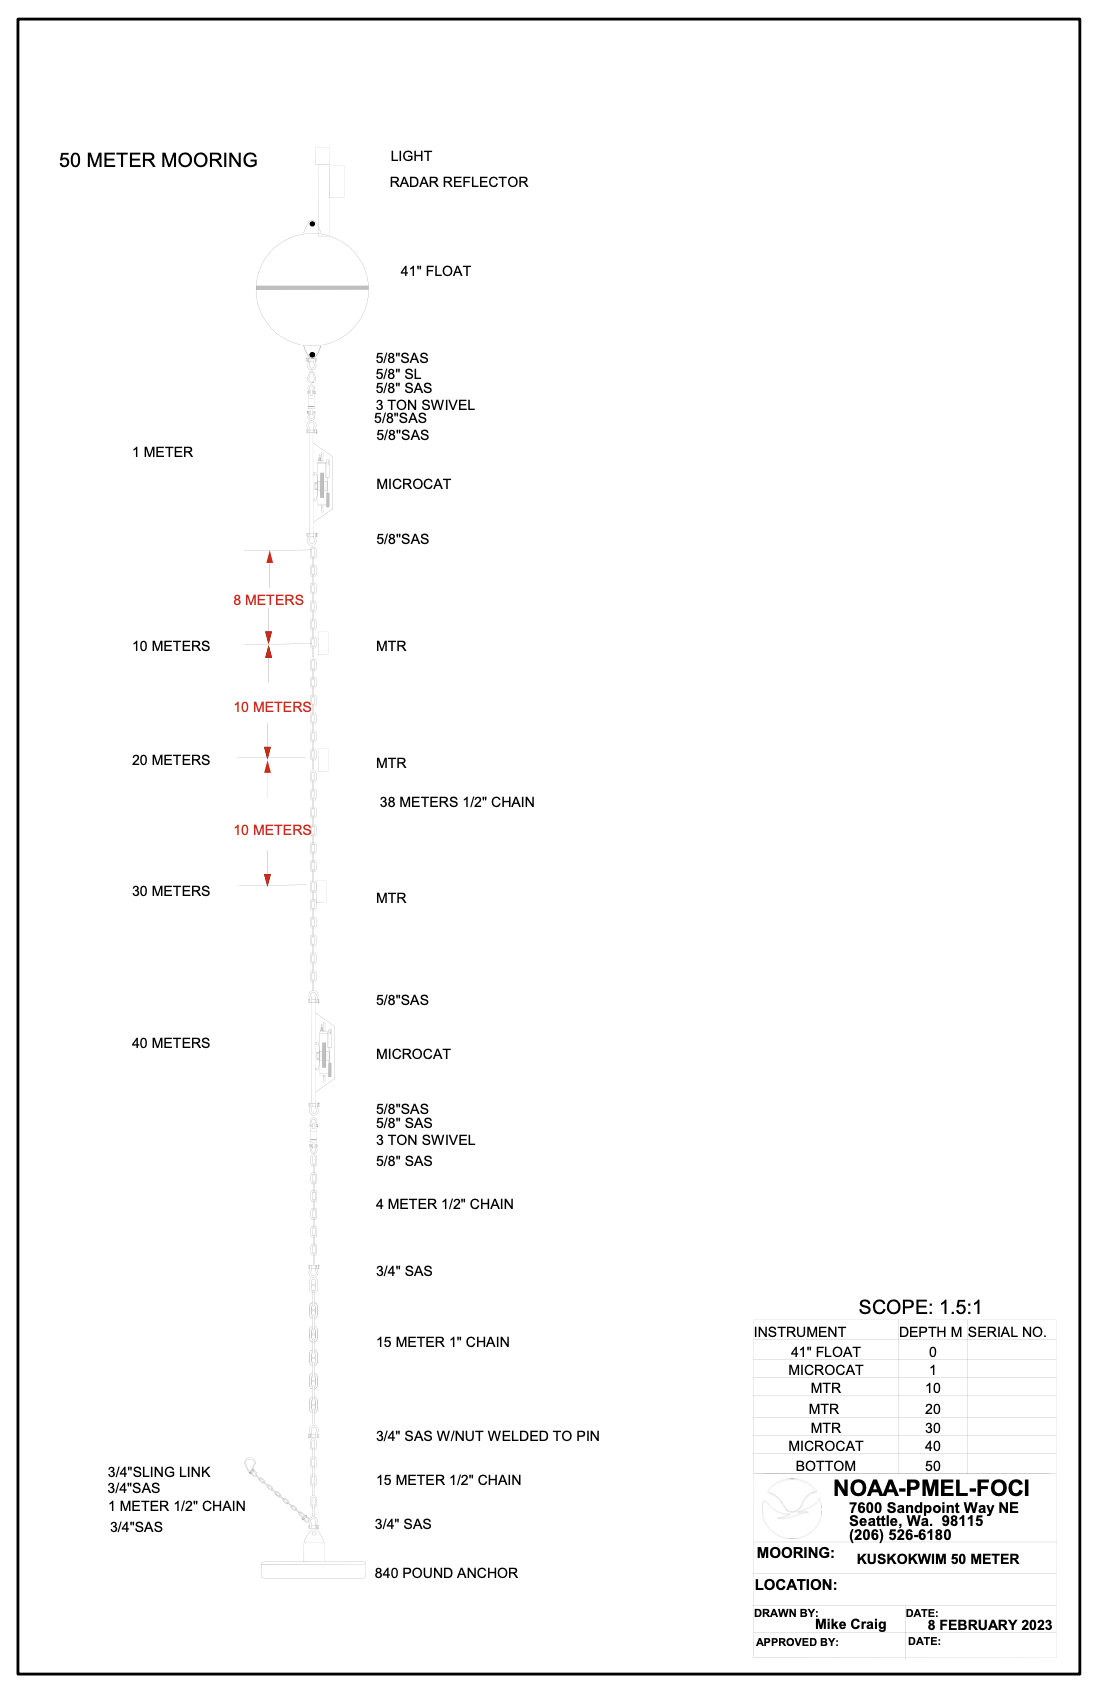 50 METER MOORING
LIGHT
RADAR REFLECTOR
41" FLOAT
5/8"SAS
5/8" SL
5/8" SAS
3 TON SWIVEL
5/8"SAS
5/8"SAS
1 METER
MICROCAT
5/8"SAS
8 METERS
10 METERS
MTR
10 METERS
20 METERS
MTR
38 METERS 1/2" CHAIN
10 METERS
30 METERS
MTR
5/8"SAS
40 METERS
MICROCAT
5/8"SAS
5/8" SAS
3 TON SWIVEL
5/8" SAS
4 METER 1/2" CHAIN
3/4" SAS
15 METER 1" CHAIN
3/4" SAS W/NUT WELDED TO PIN
3/4"SLING LINK
3/4"SAS
1 METER 1/2" CHAIN
3/4"SAS
15 METER 1/2" CHAIN
3/4" SAS
840 POUND ANCHOR
SCOPE: 1.5:1
INSTRUMENT DEPTH M SERIAL NO.
41" FLOAT 0
MICROCAT 1
MTR 10
MTR 20
MTR 30
MICROCAT 40
BOTTOM 50
NOAA-PMEL-FOCI
7600 Sandpoint Way NE
Seattle, Wa. 98115
(206) 526-6180
MOORING: KUSKOKWIM 50 METER
LOCATION:
DRAWN BY: Mike Craig DATE: 8 FEBRUARY 2023
APPROVED BY: DATE: